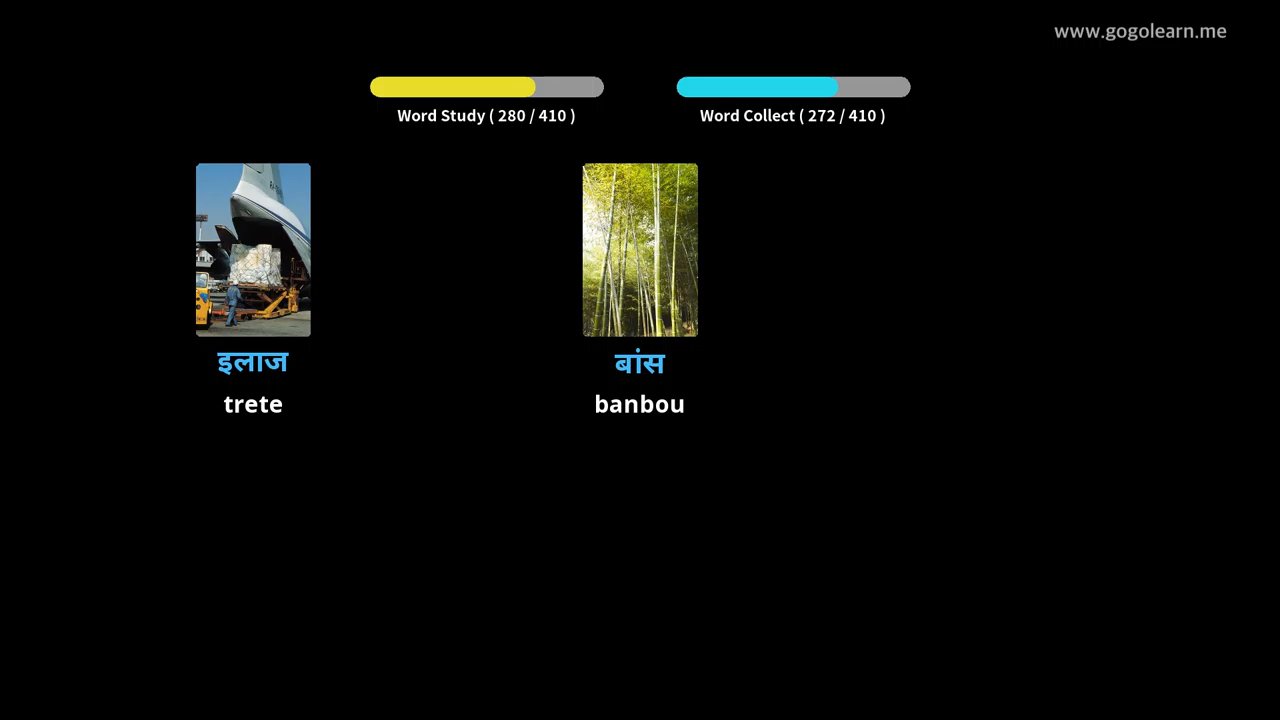 www.gogolearn.me
Word Study ( 280 / 410 )
Word Collect ( 272 / 410 )
इलाज
बांस
trete
banbou